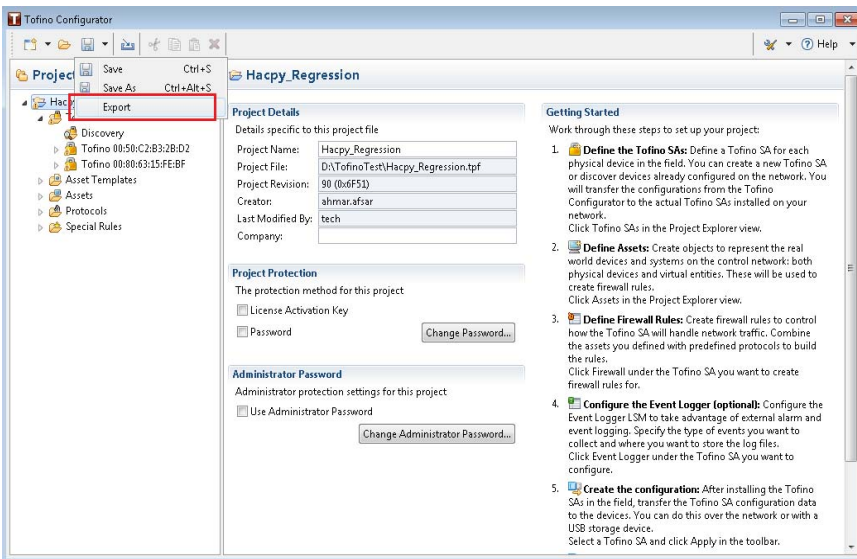 Tofino Configurator
Help
Projec
Save Ctrl+S
Save As Ctrl+Alt+S
Export
Hacpy_Regression
Discovery
Tofino 00:50:C2:B3:2B:D2
Tofino 00:80:63:15:FE:BF
Asset Templates
Assets
Protocols
Special Rules
Project Details
Details specific to this project file
Project Name: Hacpy_Regression
Project File: D:\TofinoTest\Hacpy_Regression.tpf
Project Revision: 90 (0x6F51)
Creator: ahmar.afsar
Last Modified By: tech
Company:
Project Protection
The protection method for this project
License Activation Key
Password Change Password...
Administrator Password
Administrator protection settings for this project
Use Administrator Password
Change Administrator Password...
Getting Started
Work through these steps to set up your project:
1. Define the Tofino SAs: Define a Tofino SA for each
physical device in the field. You can create a new Tofino SA
or discover devices already configured on the network. You
will transfer the configurations from the Tofino
Configurator to the actual Tofino SAs installed on your
network.
Click Tofino SAs in the Project Explorer view.
2. Define Assets: Create objects to represent the real
world devices and systems on the control network: both
physical devices and virtual entities. These will be used to
create firewall rules.
Click Assets in the Project Explorer view.
3. Define Firewall Rules: Create firewall rules to control
how the Tofino SA will handle network traffic. Combine
the assets you defined with predefined protocols to build
the rules.
Click Firewall under the Tofino SA you want to create
firewall rules for.
4. Configure the Event Logger (optional): Configure the
Event Logger LSM to take advantage of external alarm and
event logging. Specify the type of events you want to
collect and where you want to store the log files.
Click Event Logger under the Tofino SA you want to
configure.
5. Create the configuration: After installing the Tofino
SAs in the field, transfer the Tofino SA configuration data
to the devices. You can do this over the network or with a
USB storage device.
Select a Tofino SA and click Apply in the toolbar.